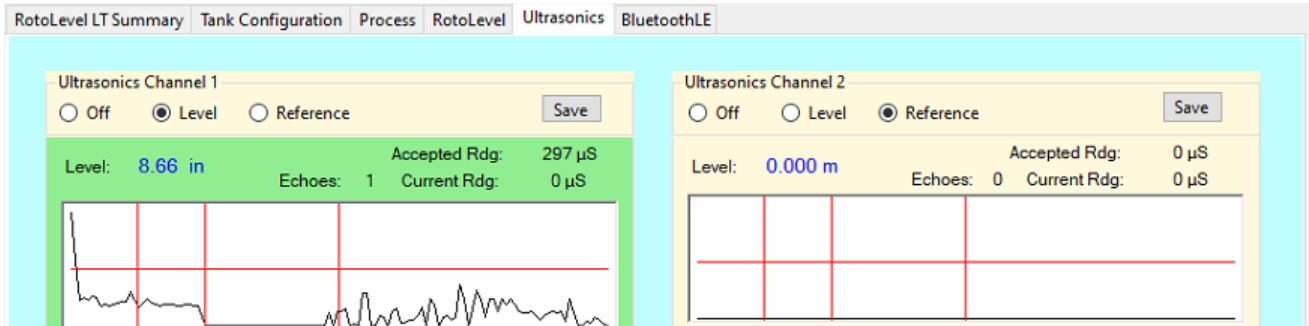 RotoLevel LT Summary Tank Configuration Process RotoLevel Ultrasonics BluetoothLE
Ultrasonics Channel 1
Off Level Reference Save
Level: 8.66 in
Accepted Rdg: 297 µS
Echoes: 1 Current Rdg: 0 µS
Ultrasonics Channel 2
Off Level Reference Save
Level: 0.000 m
Accepted Rdg: 0 µS
Echoes: 0 Current Rdg: 0 µS